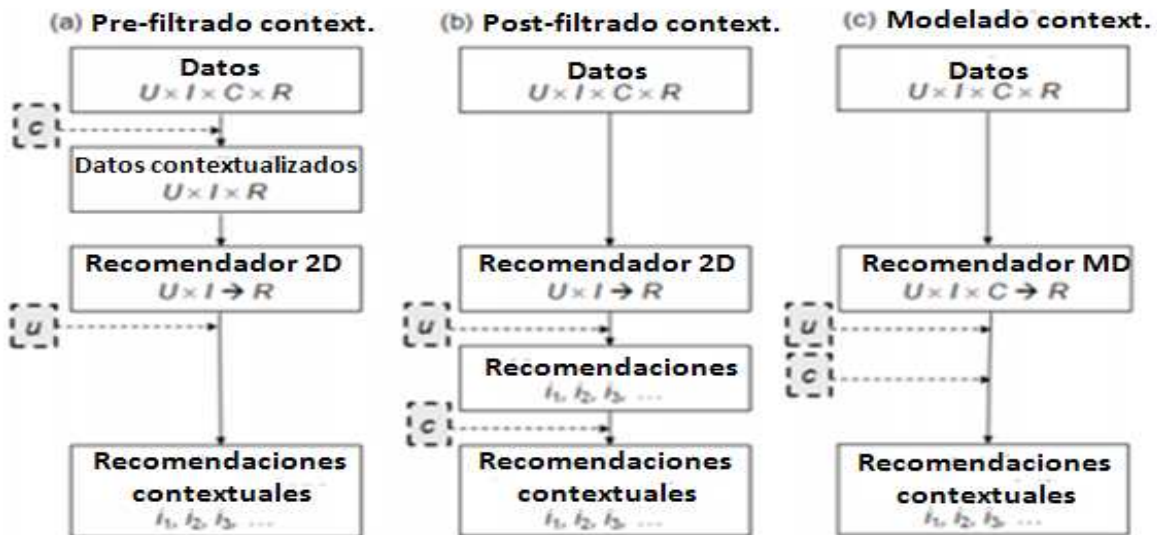 (a) Pre-filtrado context.
Datos
U × I × C × R
c
Datos contextualizados
U × I × R
Recomendador 2D
U × I → R
u
Recomendaciones
contextuales
i₁, i₂, i₃, ...
(b) Post-filtrado context.
Datos
U × I × C × R
Recomendador 2D
U × I → R
u
Recomendaciones
i₁, i₂, i₃, ...
c
Recomendaciones
contextuales
i₁, i₂, i₃, ...
(c) Modelado context.
Datos
U × I × C × R
Recomendador MD
U × I × C → R
u
c
Recomendaciones
contextuales
i₁, i₂, i₃, ...